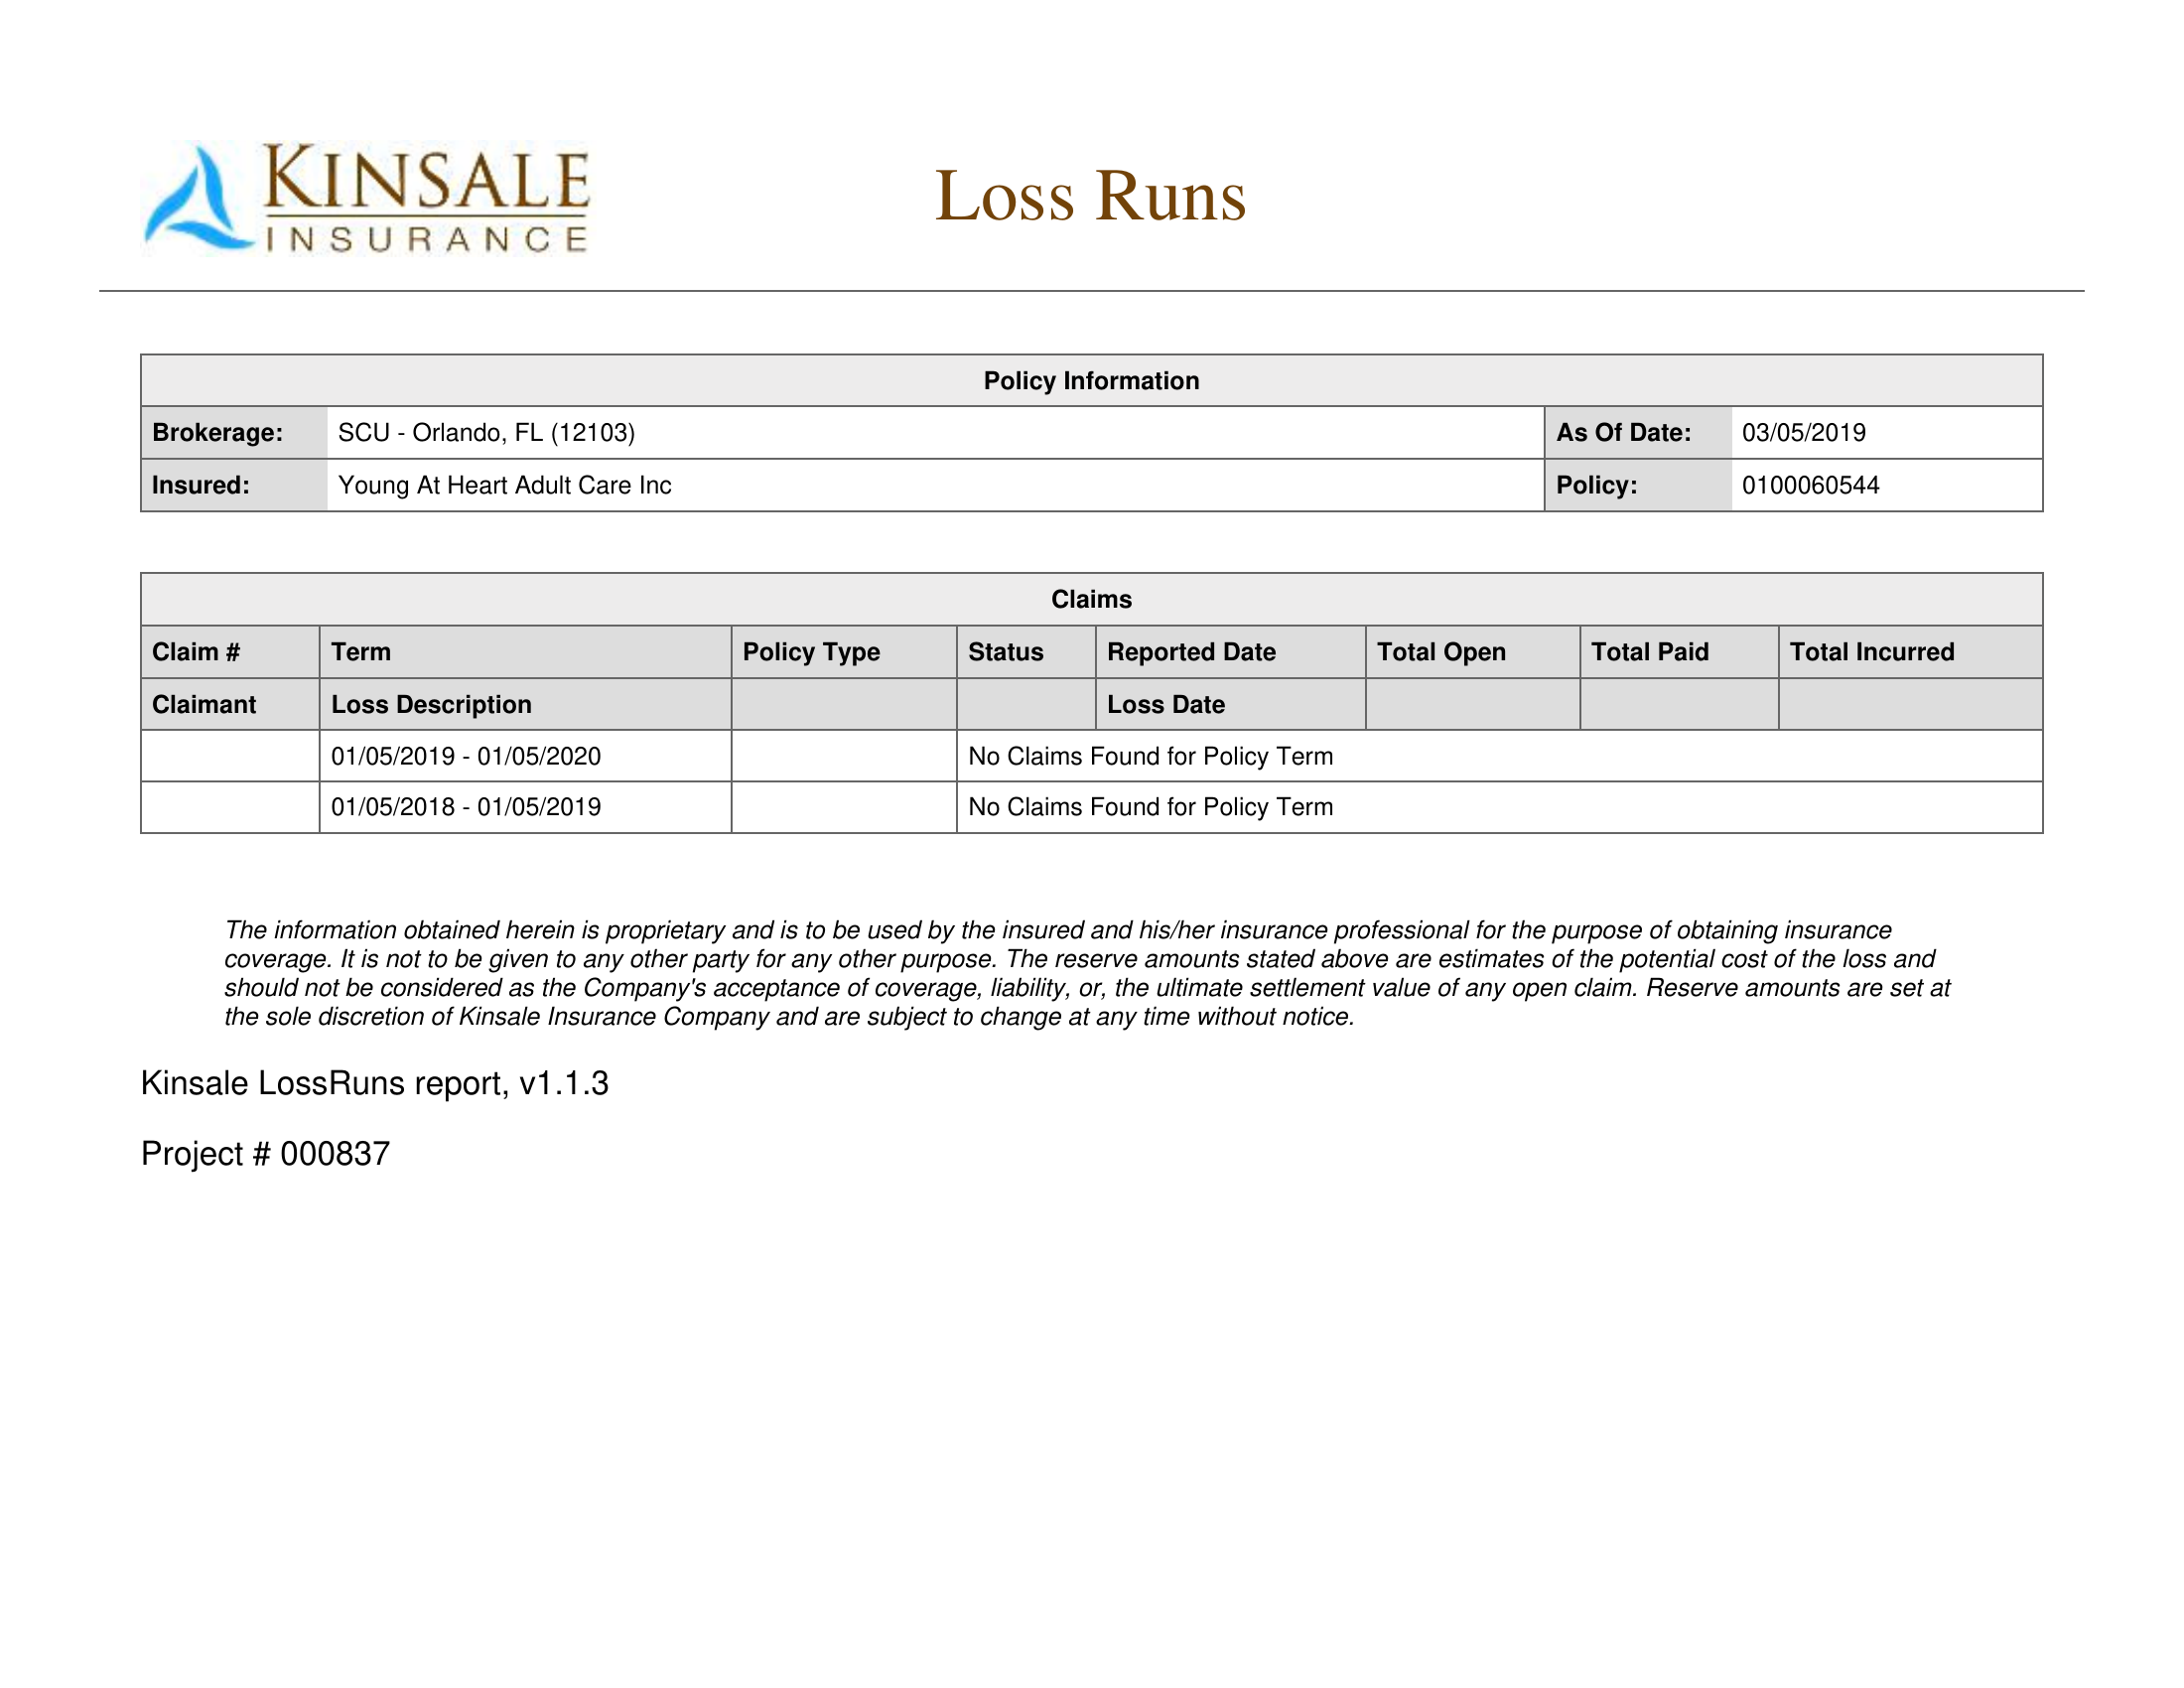 KINSALE
INSURANCE
Loss Runs
Policy Information
Brokerage: SCU - Orlando, FL (12103) As Of Date: 03/05/2019
Insured: Young At Heart Adult Care Inc Policy: 0100060544
Claims
Claim # Term Policy Type Status Reported Date Total Open Total Paid Total Incurred
Claimant Loss Description Loss Date
01/05/2019 - 01/05/2020 No Claims Found for Policy Term
01/05/2018 - 01/05/2019 No Claims Found for Policy Term
The information obtained herein is proprietary and is to be used by the insured and his/her insurance professional for the purpose of obtaining insurance
coverage. It is not to be given to any other party for any other purpose. The reserve amounts stated above are estimates of the potential cost of the loss and
should not be considered as the Company's acceptance of coverage, liability, or, the ultimate settlement value of any open claim. Reserve amounts are set at
the sole discretion of Kinsale Insurance Company and are subject to change at any time without notice.
Kinsale LossRuns report, v1.1.3
Project # 000837